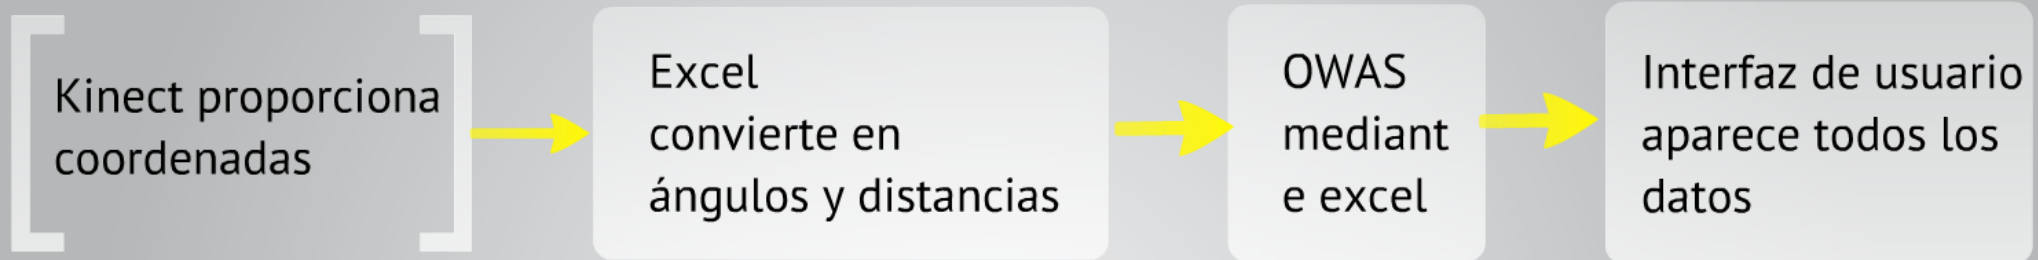 Kinect proporciona
coordenadas
Excel
convierte en
ángulos y distancias
OWAS
mediant
e excel
Interfaz de usuario
aparece todos los
datos